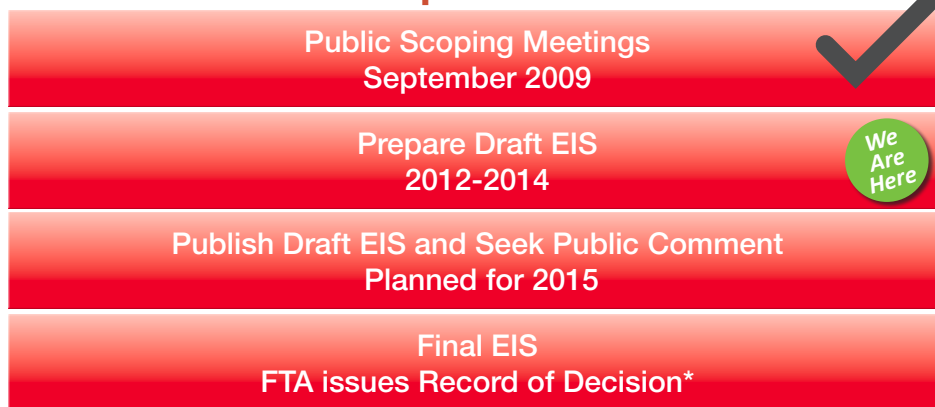 Public Scoping Meetings
September 2009
Prepare Draft EIS
2012-2014
We
Are
Here
Publish Draft EIS and Seek Public Comment
Planned for 2015
Final EIS
FTA issues Record of Decision*